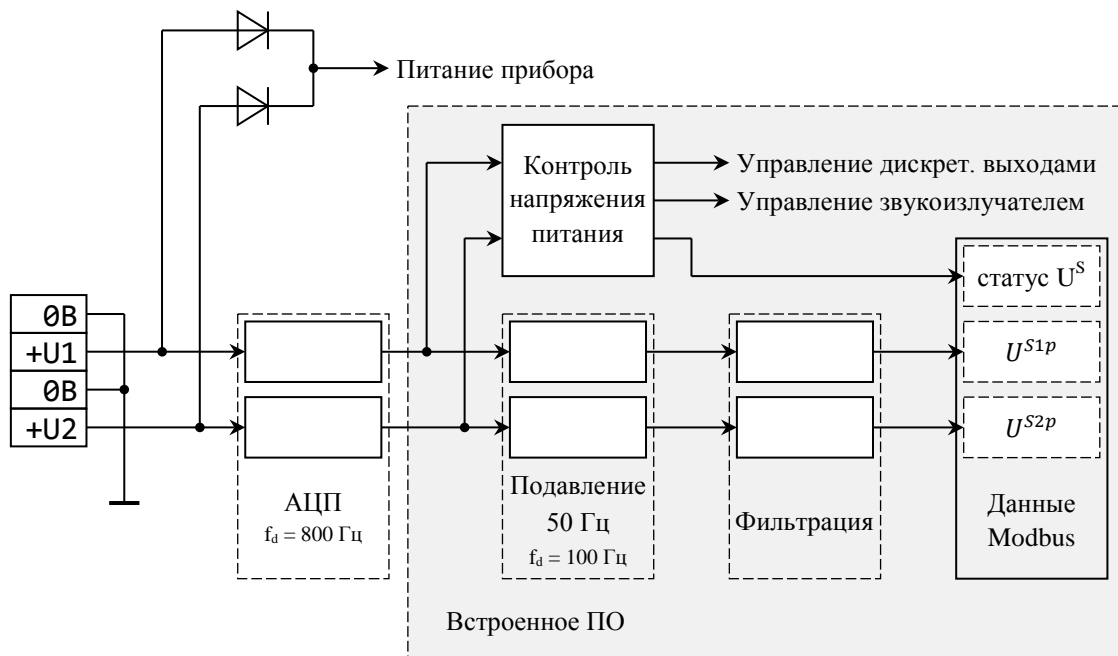 Питание прибора
Контроль
напряжения
питания
Управление дискрет. выходами
Управление звукоизлучателем
статус U^S
0В
+U1
0В
+U2
U^{S1p}
U^{S2p}
АЦП
f_d = 800 Гц
Подавление
50 Гц
f_d = 100 Гц
Фильтрация
Данные
Modbus
Встроенное ПО